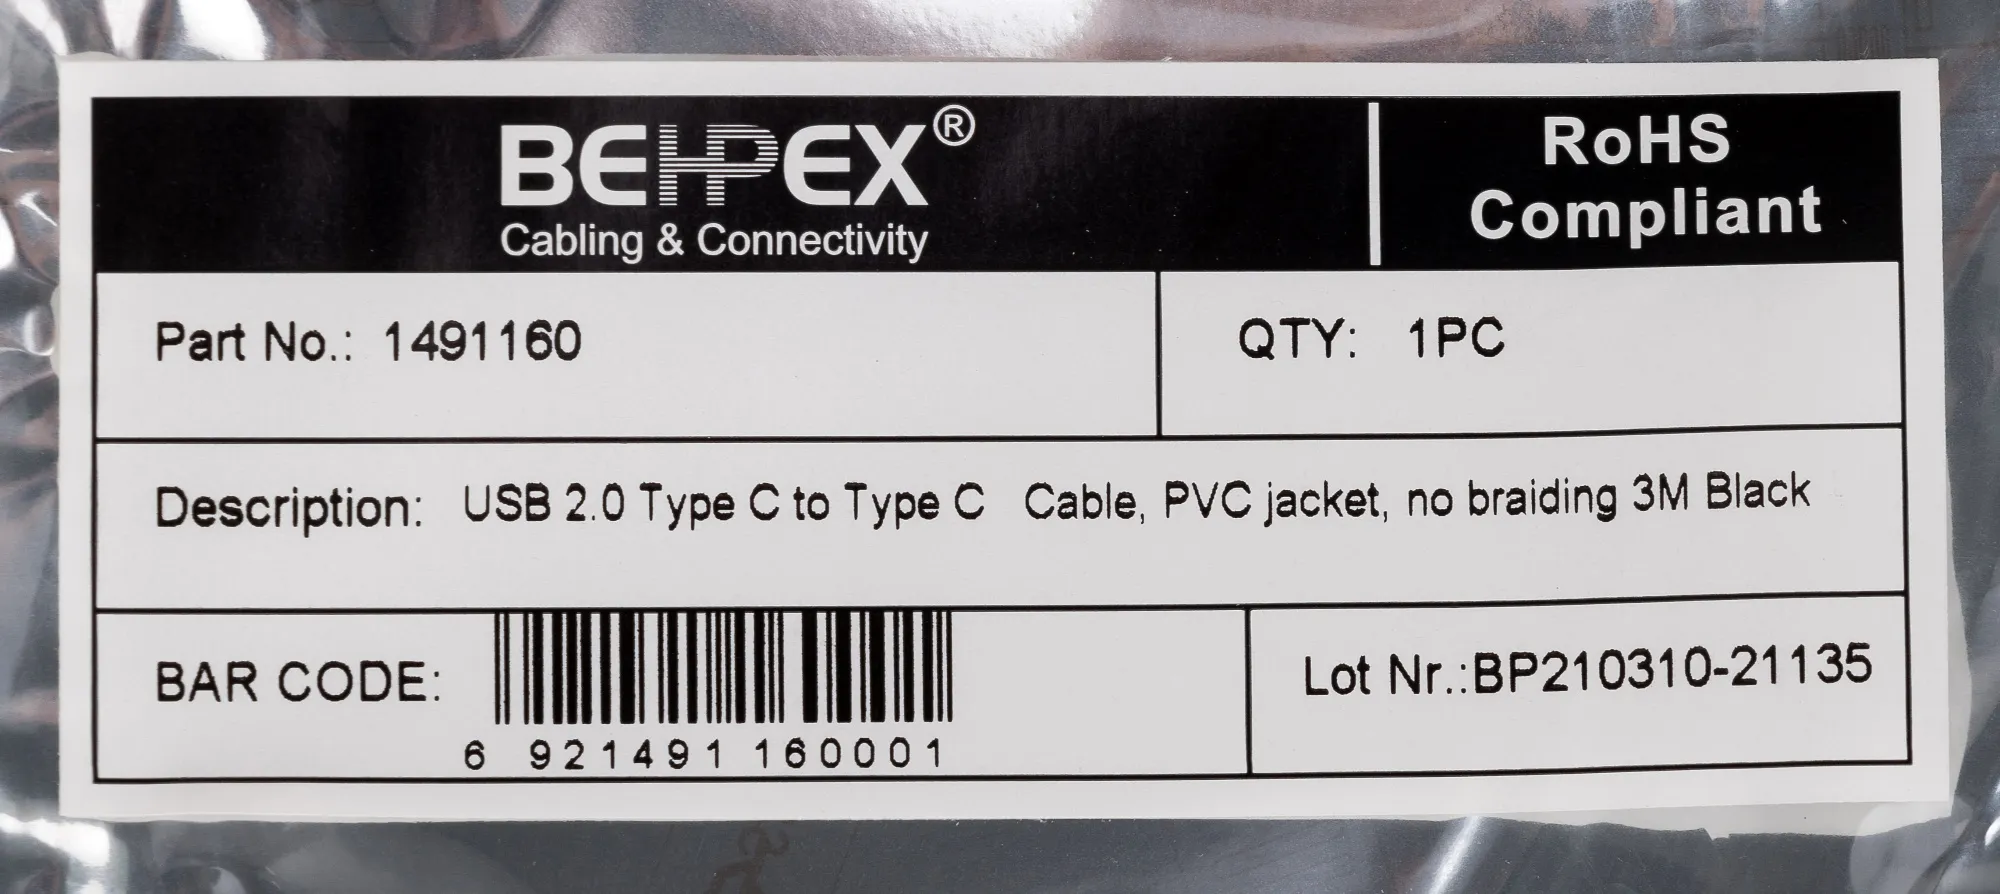 BEHPEX®
Cabling & Connectivity
RoHS
Compliant
Part No.: 1491160
QTY: 1PC
Description: USB 2.0 Type C to Type C Cable, PVC jacket, no braiding 3M Black
BAR CODE:
6 921491 160001
Lot Nr.:BP210310-21135